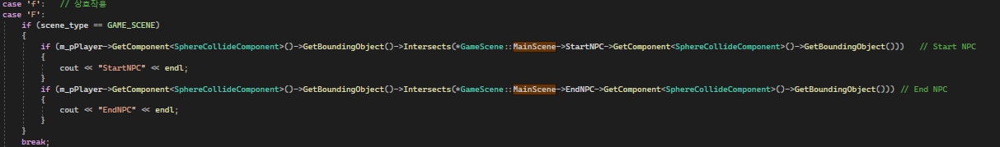 case 'f':   // 상호작용
case 'F':
    if (scene_type == GAME_SCENE)
    {
        if (m_pPlayer->GetComponent<SphereCollideComponent>()->GetBoundingObject()->Intersects(*GameScene::MainScene->StartNPC->GetComponent<SphereCollideComponent>()->GetBoundingObject()))   // Start NPC
        {
            cout << "StartNPC" << endl;
        }
        if (m_pPlayer->GetComponent<SphereCollideComponent>()->GetBoundingObject()->Intersects(*GameScene::MainScene->EndNPC->GetComponent<SphereCollideComponent>()->GetBoundingObject())) // End NPC
        {
            cout << "EndNPC" << endl;
        }
    }
    break;